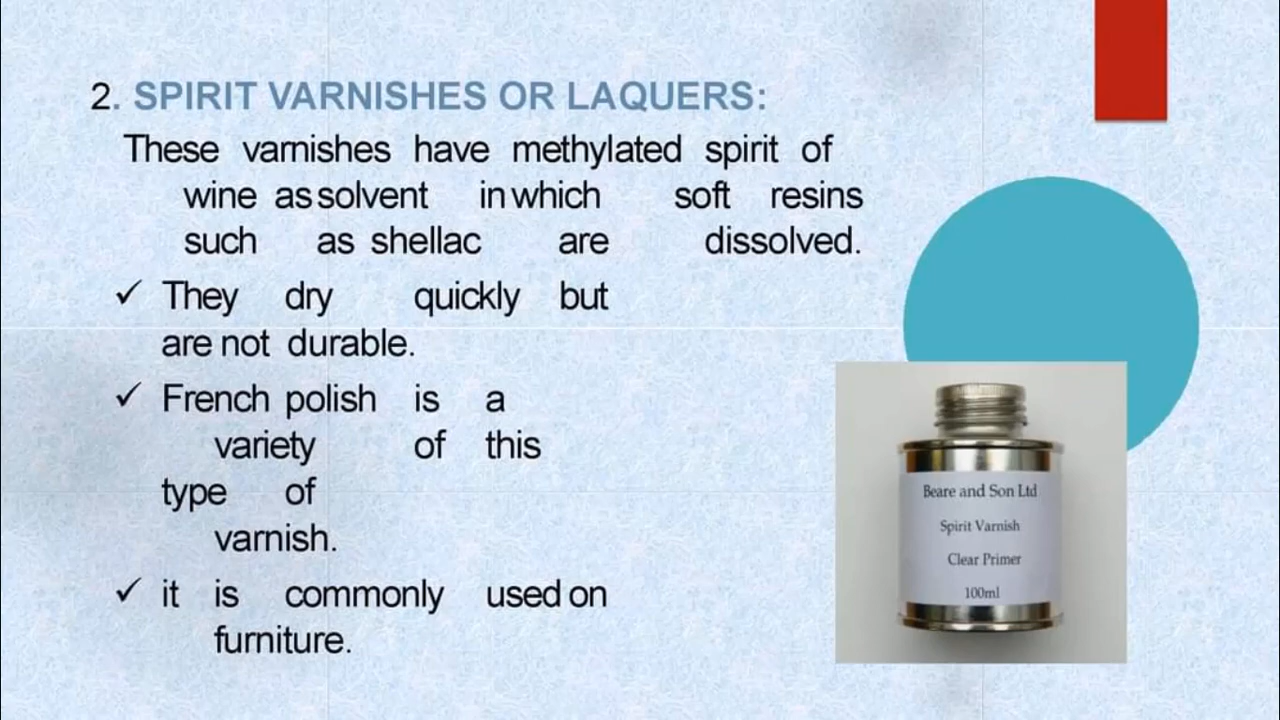 2. SPIRIT VARNISHES OR LAQUERS:
These varnishes have methylated spirit of
wine as solvent in which soft resins
such as shellac are dissolved.
✓ They dry quickly but
are not durable.
✓ French polish is a
variety of this
type of
varnish.
✓ it is commonly used on
furniture.
Beare and Son Ltd
Spirit Varnish
Clear Primer
100ml